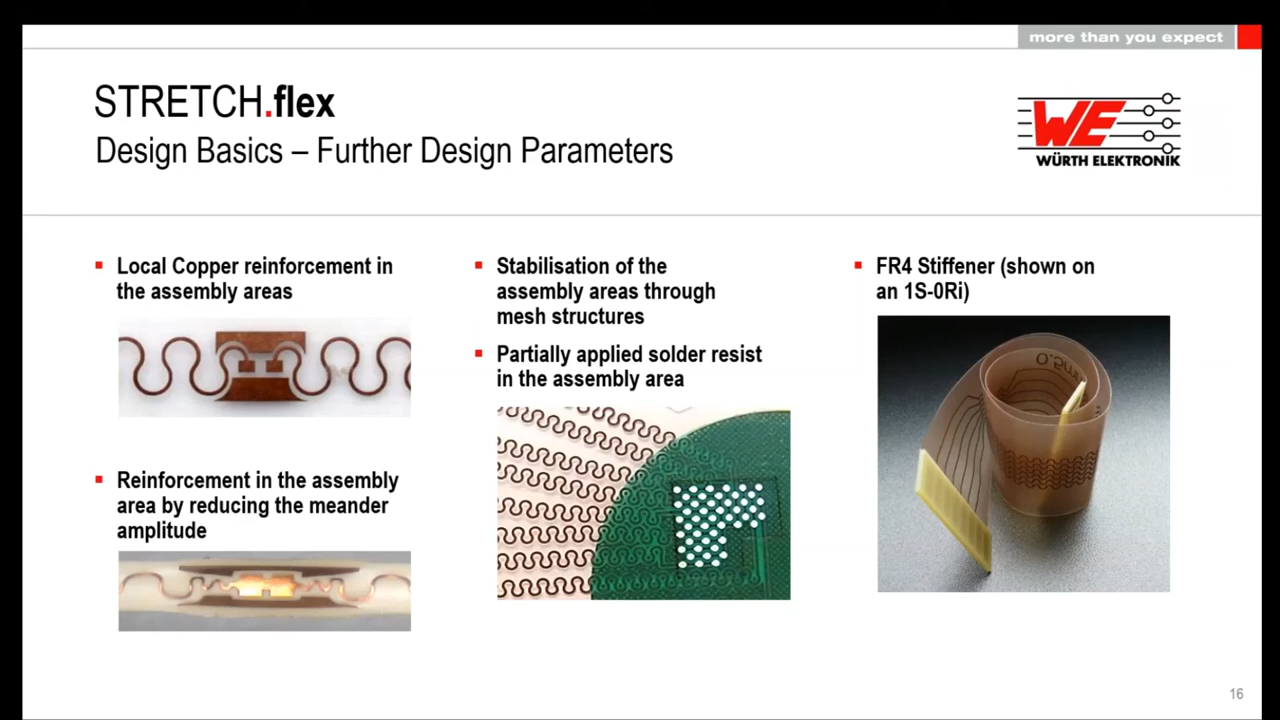 more than you expect
STRETCH.flex
Design Basics – Further Design Parameters
WE
WÜRTH ELEKTRONIK
▪ Local Copper reinforcement in
the assembly areas
▪ Reinforcement in the assembly
area by reducing the meander
amplitude
▪ Stabilisation of the
assembly areas through
mesh structures
▪ Partially applied solder resist
in the assembly area
▪ FR4 Stiffener (shown on
an 1S-0Ri)
0.5m
16